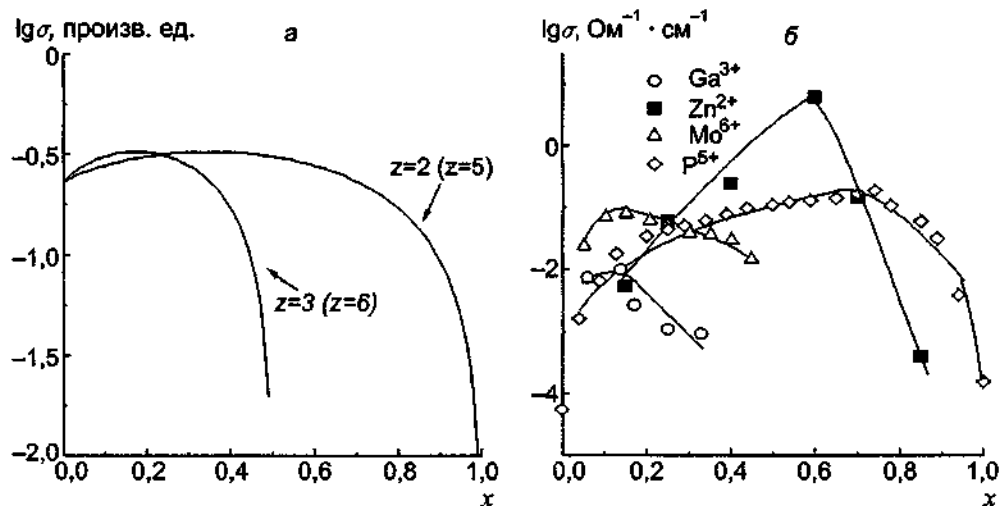 lgσ, произв. ед.
а
0
−0,5
−1,0
−1,5
−2,0
0,0 0,2 0,4 0,6 0,8 1,0
x
z=2 (z=5)
z=3 (z=6)
lgσ, Ом⁻¹ · см⁻¹
б
Ga³⁺
Zn²⁺
Mo⁶⁺
P⁵⁺
0
−2
−4
0,0 0,2 0,4 0,6 0,8 1,0
x